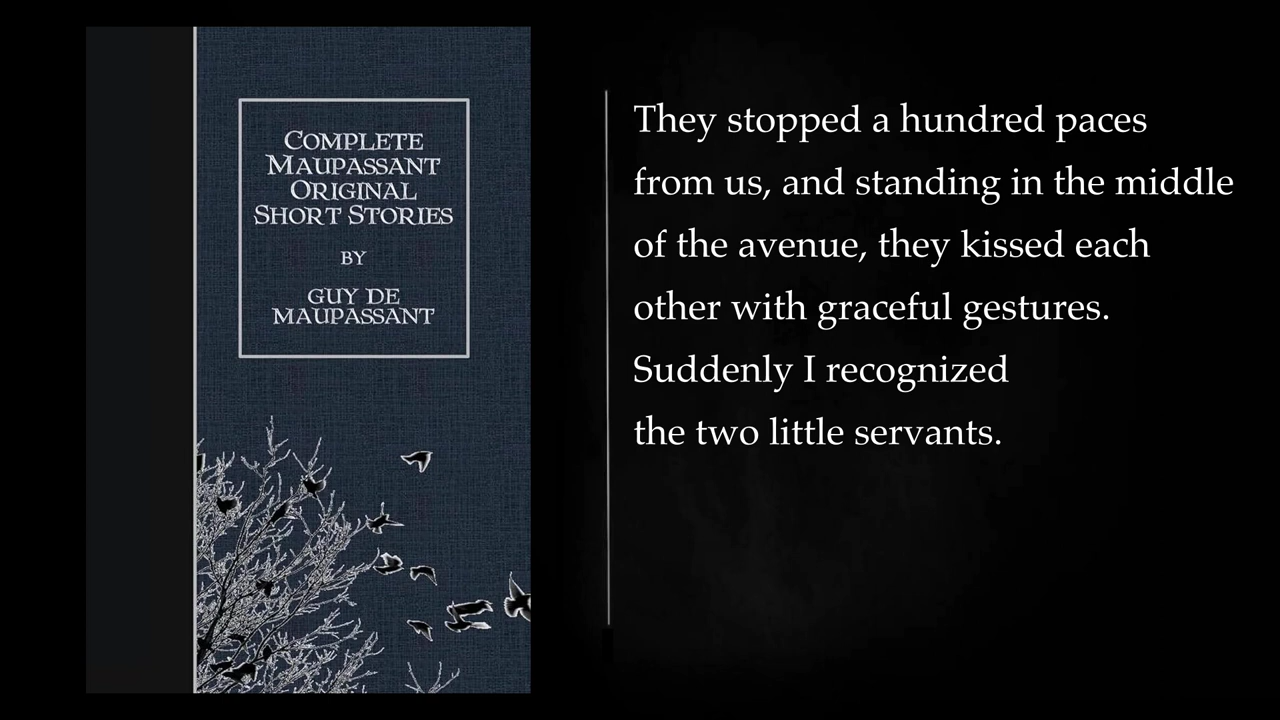 COMPLETE
MAUPASSANT
ORIGINAL
SHORT STORIES
BY
GUY DE
MAUPASSANT
They stopped a hundred paces
from us, and standing in the middle
of the avenue, they kissed each
other with graceful gestures.
Suddenly I recognized
the two little servants.